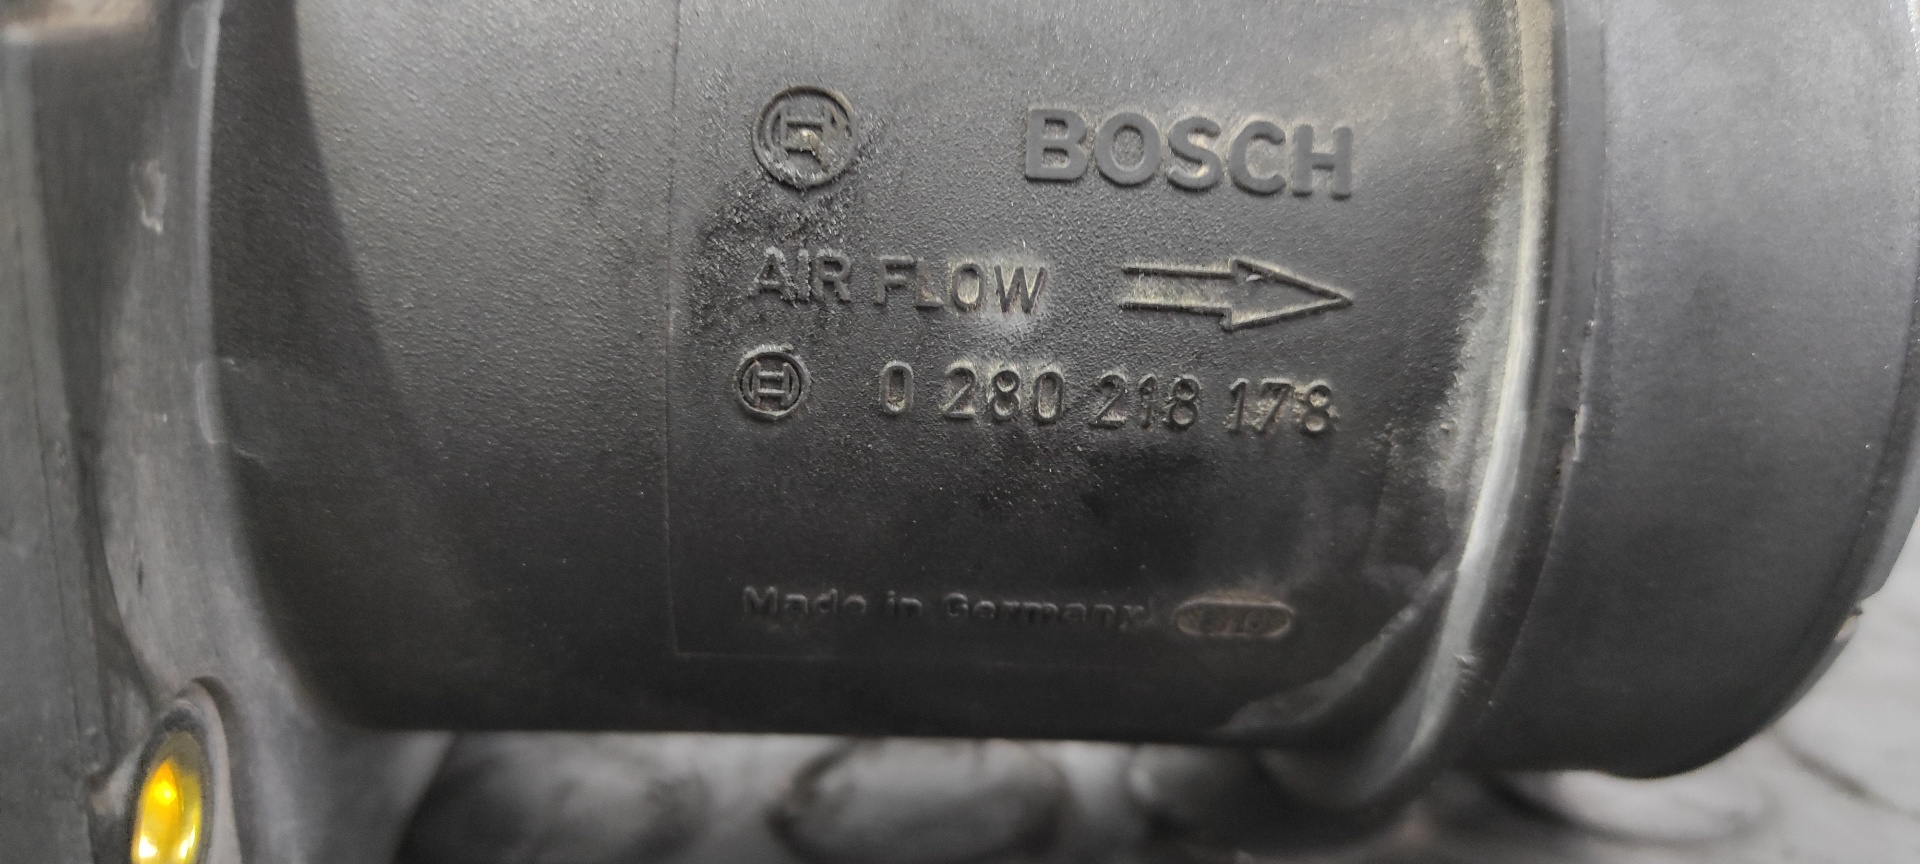 BOSCH
AIR FLOW
0 280 218 178
Made in Germany